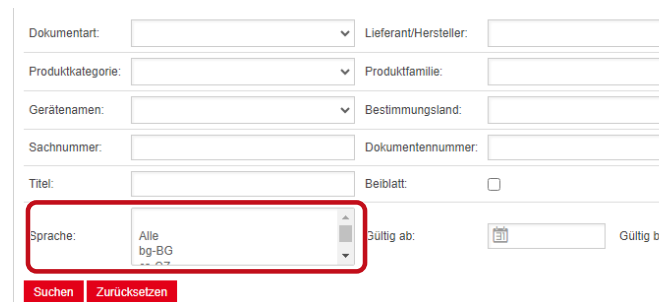 Dokumentart: Lieferant/Hersteller:
Produktkategorie: Produktfamilie:
Gerätenamen: Bestimmungsland:
Sachnummer: Dokumentennummer:
Titel: Beiblatt:
Sprache: Alle Gültig ab: Gültig b
bg-BG
Suchen Zurücksetzen